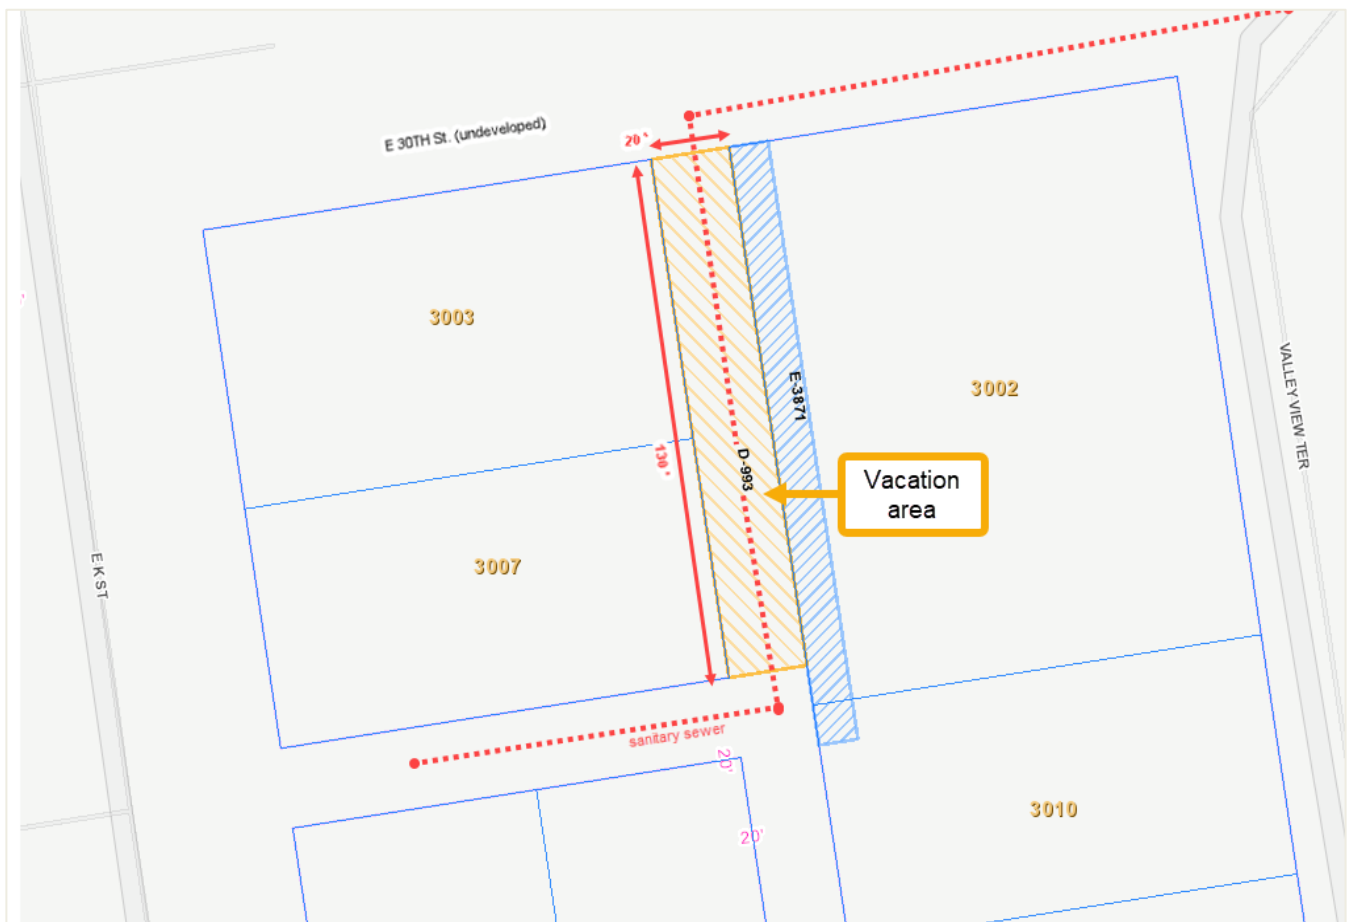 E 30TH St. (undeveloped)
20 '
3003
E-3871
3002
VALLEY VIEW TER
130 '
D-993
Vacation
area
3007
E K ST
sanitary sewer
20'
20'
3010